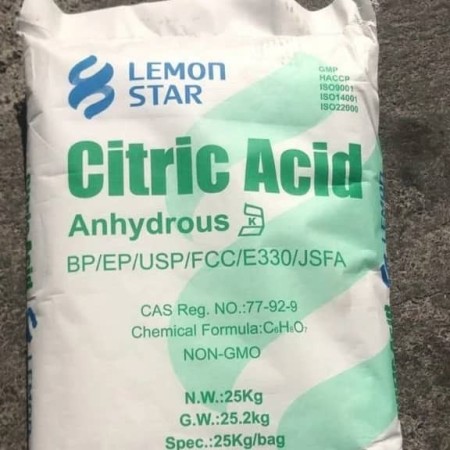 LEMON
STAR
GMP
HACCP
ISO9001
ISO14001
ISO22000
Citric Acid
Anhydrous K
BP/EP/USP/FCC/E330/JSFA
CAS Reg. NO.:77-92-9
Chemical Formula:C₆H₈O₇
NON-GMO
N.W.:25Kg
G.W.:25.2kg
Spec.:25Kg/bag